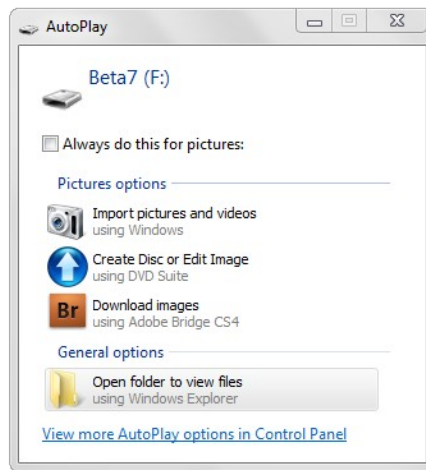 AutoPlay
Beta7 (F:)
Always do this for pictures:
Pictures options
Import pictures and videos
using Windows
Create Disc or Edit Image
using DVD Suite
Br
Download images
using Adobe Bridge CS4
General options
Open folder to view files
using Windows Explorer
View more AutoPlay options in Control Panel